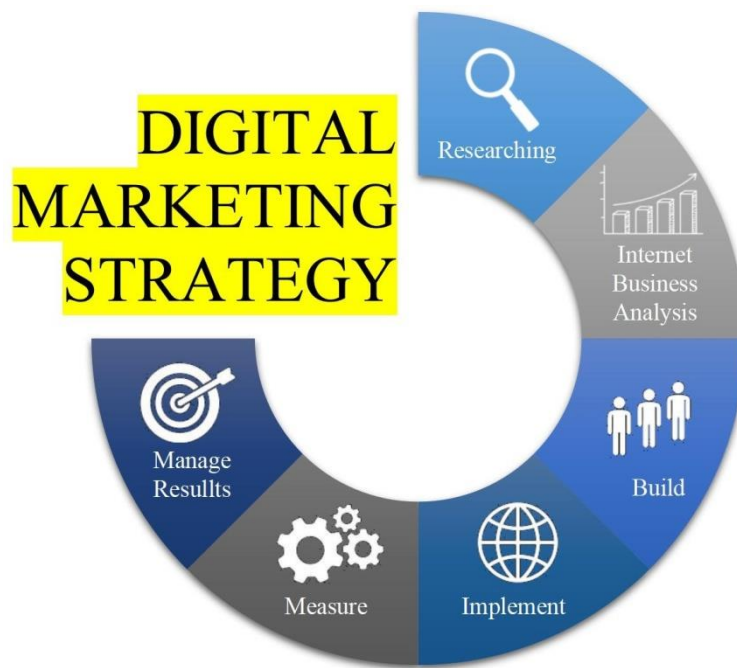 DIGITAL
MARKETING
STRATEGY
Researching
Internet
Business
Analysis
Build
Implement
Measure
Manage
Resullts